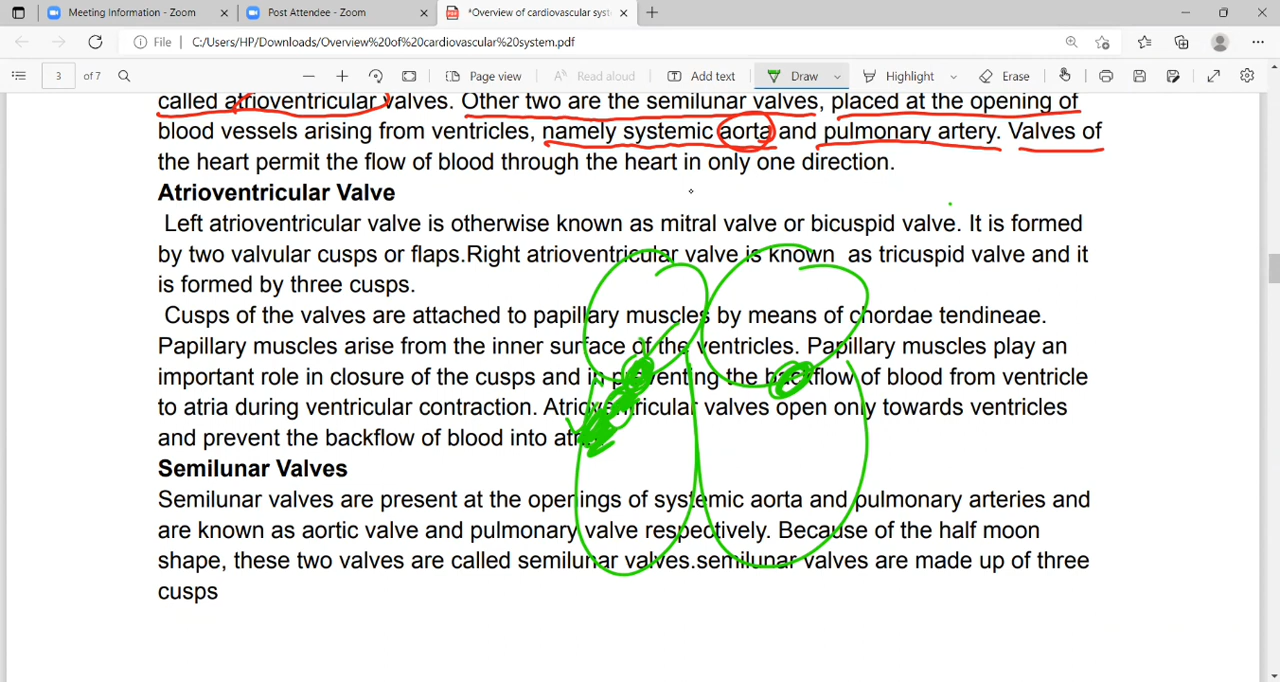 Meeting Information - Zoom
Post Attendee - Zoom
*Overview of cardiovascular syst
File
C:/Users/HP/Downloads/Overview%20of%20cardiovascular%20system.pdf
3 of 7
Page view
Read aloud
Add text
Draw
Highlight
Erase
called atrioventricular valves. Other two are the semilunar valves, placed at the opening of
blood vessels arising from ventricles, namely systemic aorta and pulmonary artery. Valves of
the heart permit the flow of blood through the heart in only one direction.
Atrioventricular Valve
Left atrioventricular valve is otherwise known as mitral valve or bicuspid valve. It is formed
by two valvular cusps or flaps.Right atrioventricular valve is known as tricuspid valve and it
is formed by three cusps.
Cusps of the valves are attached to papillary muscles by means of chordae tendineae.
Papillary muscles arise from the inner surface of the ventricles. Papillary muscles play an
important role in closure of the cusps and in preventing the backflow of blood from ventricle
to atria during ventricular contraction. Atrioventricular valves open only towards ventricles
and prevent the backflow of blood into
Semilunar Valves
Semilunar valves are present at the openings of systemic aorta and pulmonary arteries and
are known as aortic valve and pulmonary valve respectively. Because of the half moon
shape, these two valves are called semilunar valves.semilunar valves are made up of three
cusps